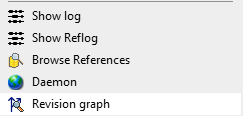 Show log
Show Reflog
Browse References
Daemon
Revision graph